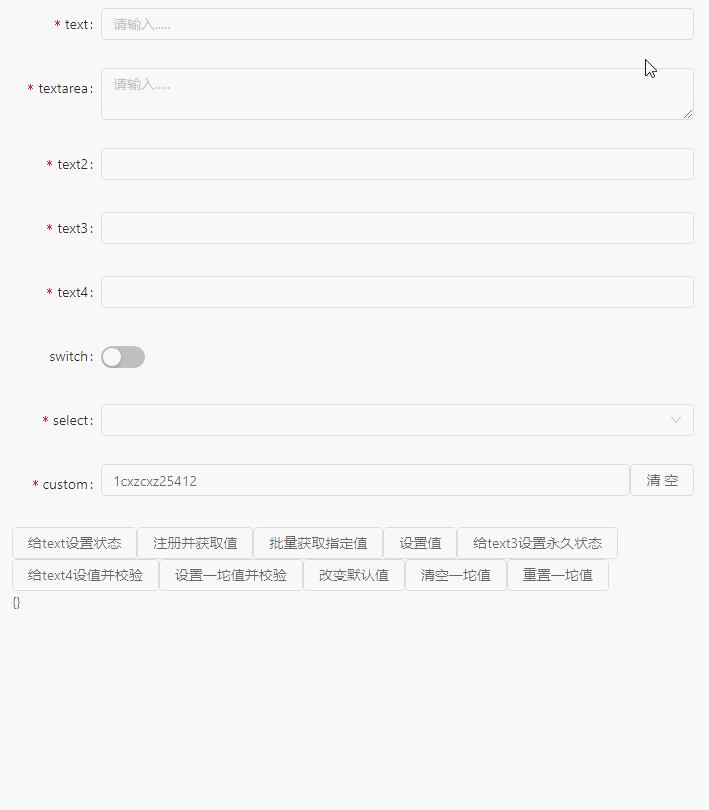 * text: 请输入.....
* textarea: 请输入.....
* text2:
* text3:
* text4:
switch:
* select:
* custom: 1cxzcxz25412 清 空
给text设置状态 注册并获取值 批量获取指定值 设置值 给text3设置永久状态
给text4设值并校验 设置一坨值并校验 改变默认值 清空一坨值 重置一坨值
{}